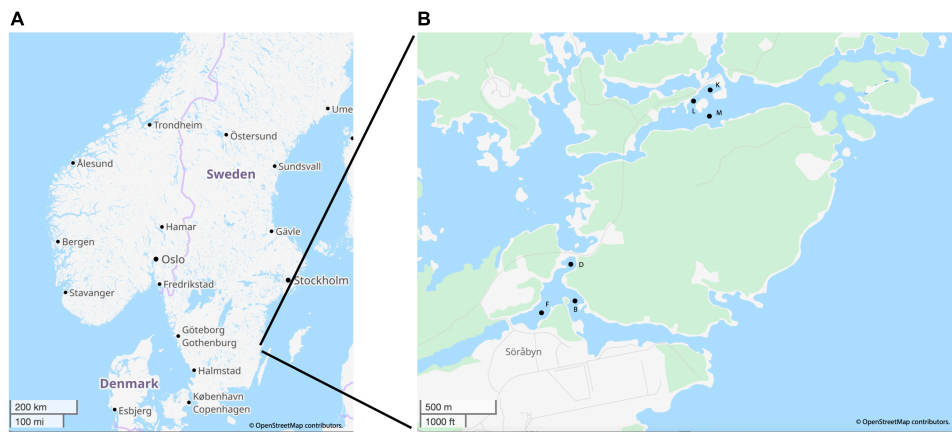 A
B
Trondheim
Ume
Östersund
Ålesund
Sundsvall
Sweden
Hamar
Gävle
Bergen
Oslo
Fredrikstad
Stockholm
Stavanger
Göteborg
Gothenburg
Halmstad
Denmark
København
Copenhagen
Esbjerg
200 km
100 mi
© OpenStreetMap contributors.
K
L
M
D
F
B
Söråbyn
500 m
1000 ft
© OpenStreetMap contributors.